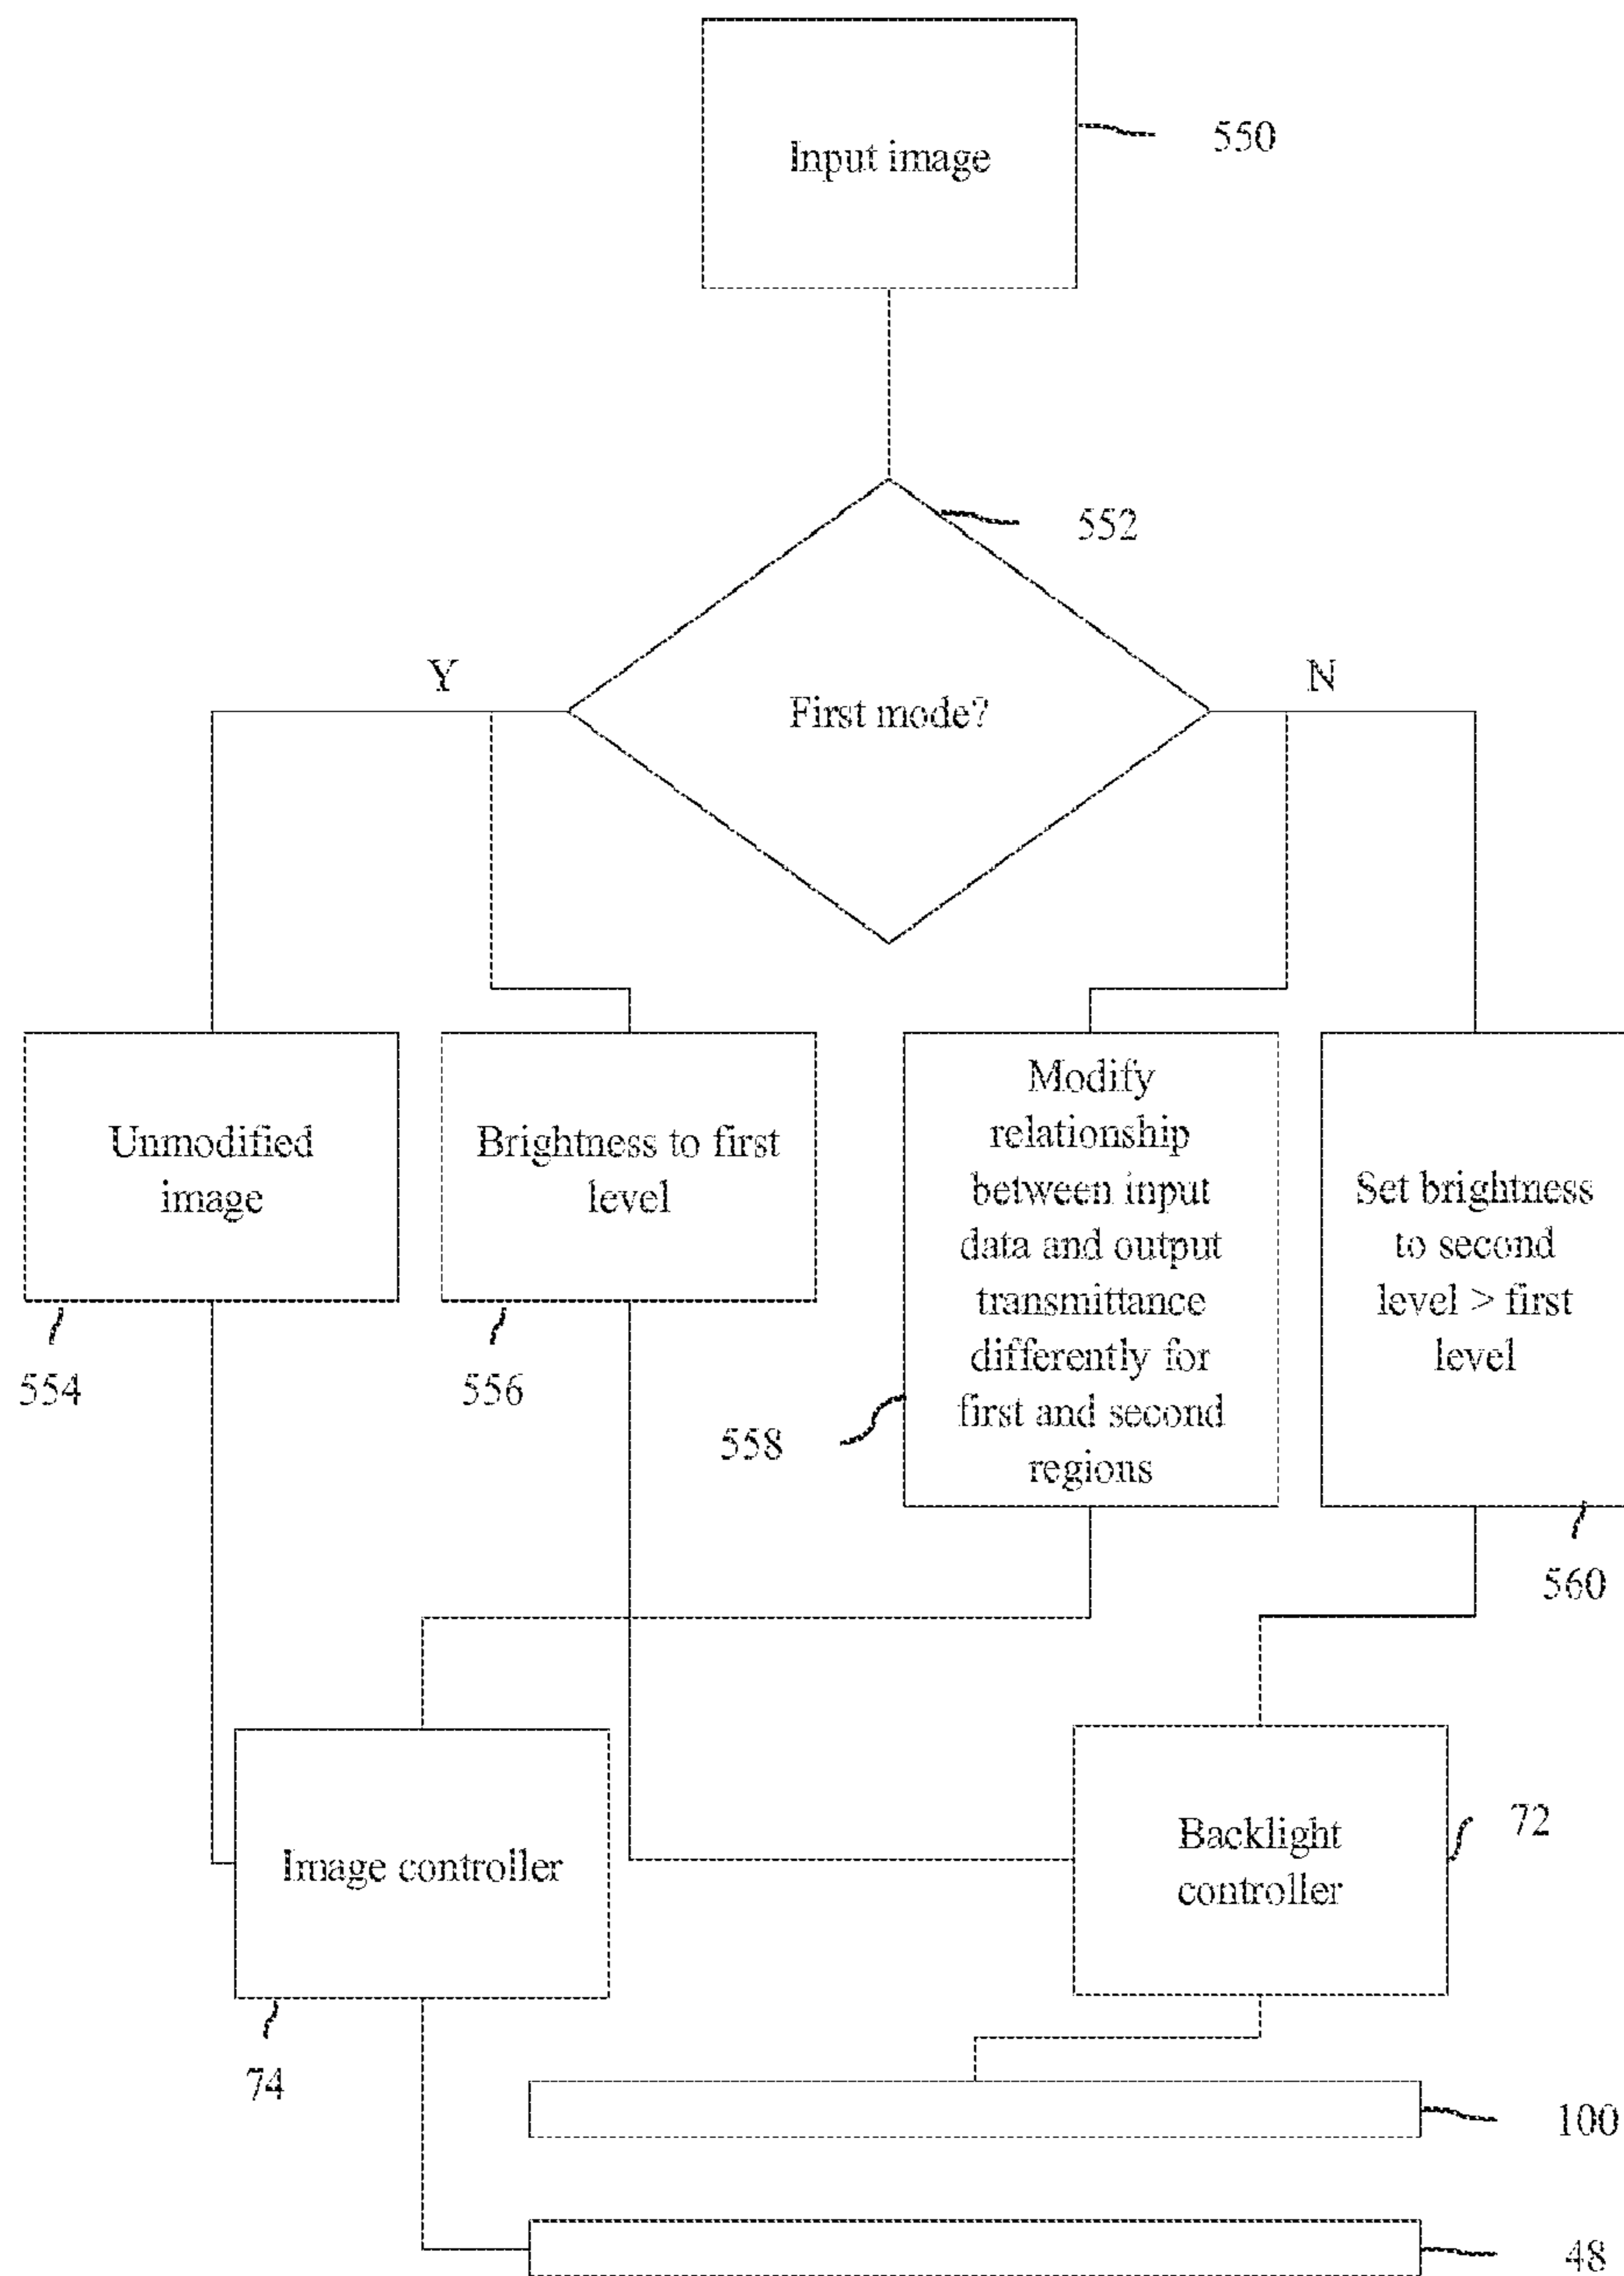 Input image
550
552
Y
N
First mode?
Unmodified
image
Brightness to first
level
Modify
relationship
between input
data and output
transmittance
differently for
first and second
regions
Set brightness
to second
level > first
level
554
556
558
560
Image controller
Backlight
controller
72
74
100
48